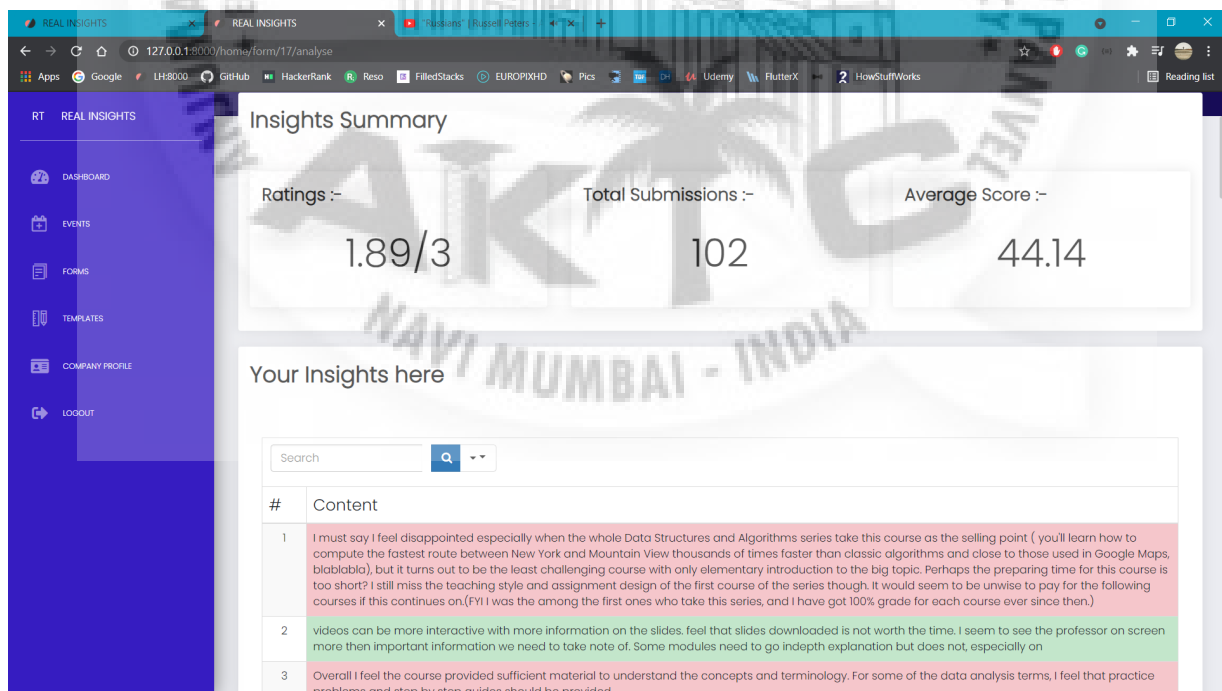 REAL INSIGHTS
REAL INSIGHTS
"Russians" | Russell Peters -
127.0.0.1:8000/home/form/17/analyse
Apps Google LH:8000 GitHub HackerRank Reso FilledStacks EUROPIXHD Pics Udemy FlutterX HowStuffWorks Reading list
RT REAL INSIGHTS
DASHBOARD
EVENTS
FORMS
TEMPLATES
COMPANY PROFILE
LOGOUT
Insights Summary
Ratings :-
1.89/3
Total Submissions :-
102
Average Score :-
44.14
AKTC
NAVI MUMBAI - INDIA
Your Insights here
Search
# Content
1 I must say I feel disappointed especially when the whole Data Structures and Algorithms series take this course as the selling point ( you'll learn how to
compute the fastest route between New York and Mountain View thousands of times faster than classic algorithms and close to those used in Google Maps,
blablabla), but it turns out to be the least challenging course with only elementary introduction to the big topic. Perhaps the preparing time for this course is
too short? I still miss the teaching style and assignment design of the first course of the series though. It would seem to be unwise to pay for the following
courses if this continues on.(FYI I was the among the first ones who take this series, and I have got 100% grade for each course ever since then.)
2 videos can be more interactive with more information on the slides. feel that slides downloaded is not worth the time. I seem to see the professor on screen
more then important information we need to take note of. Some modules need to go indepth explanation but does not, especially on
3 Overall I feel the course provided sufficient material to understand the concepts and terminology. For some of the data analysis terms, I feel that practice
problems and step by step guides should be provided